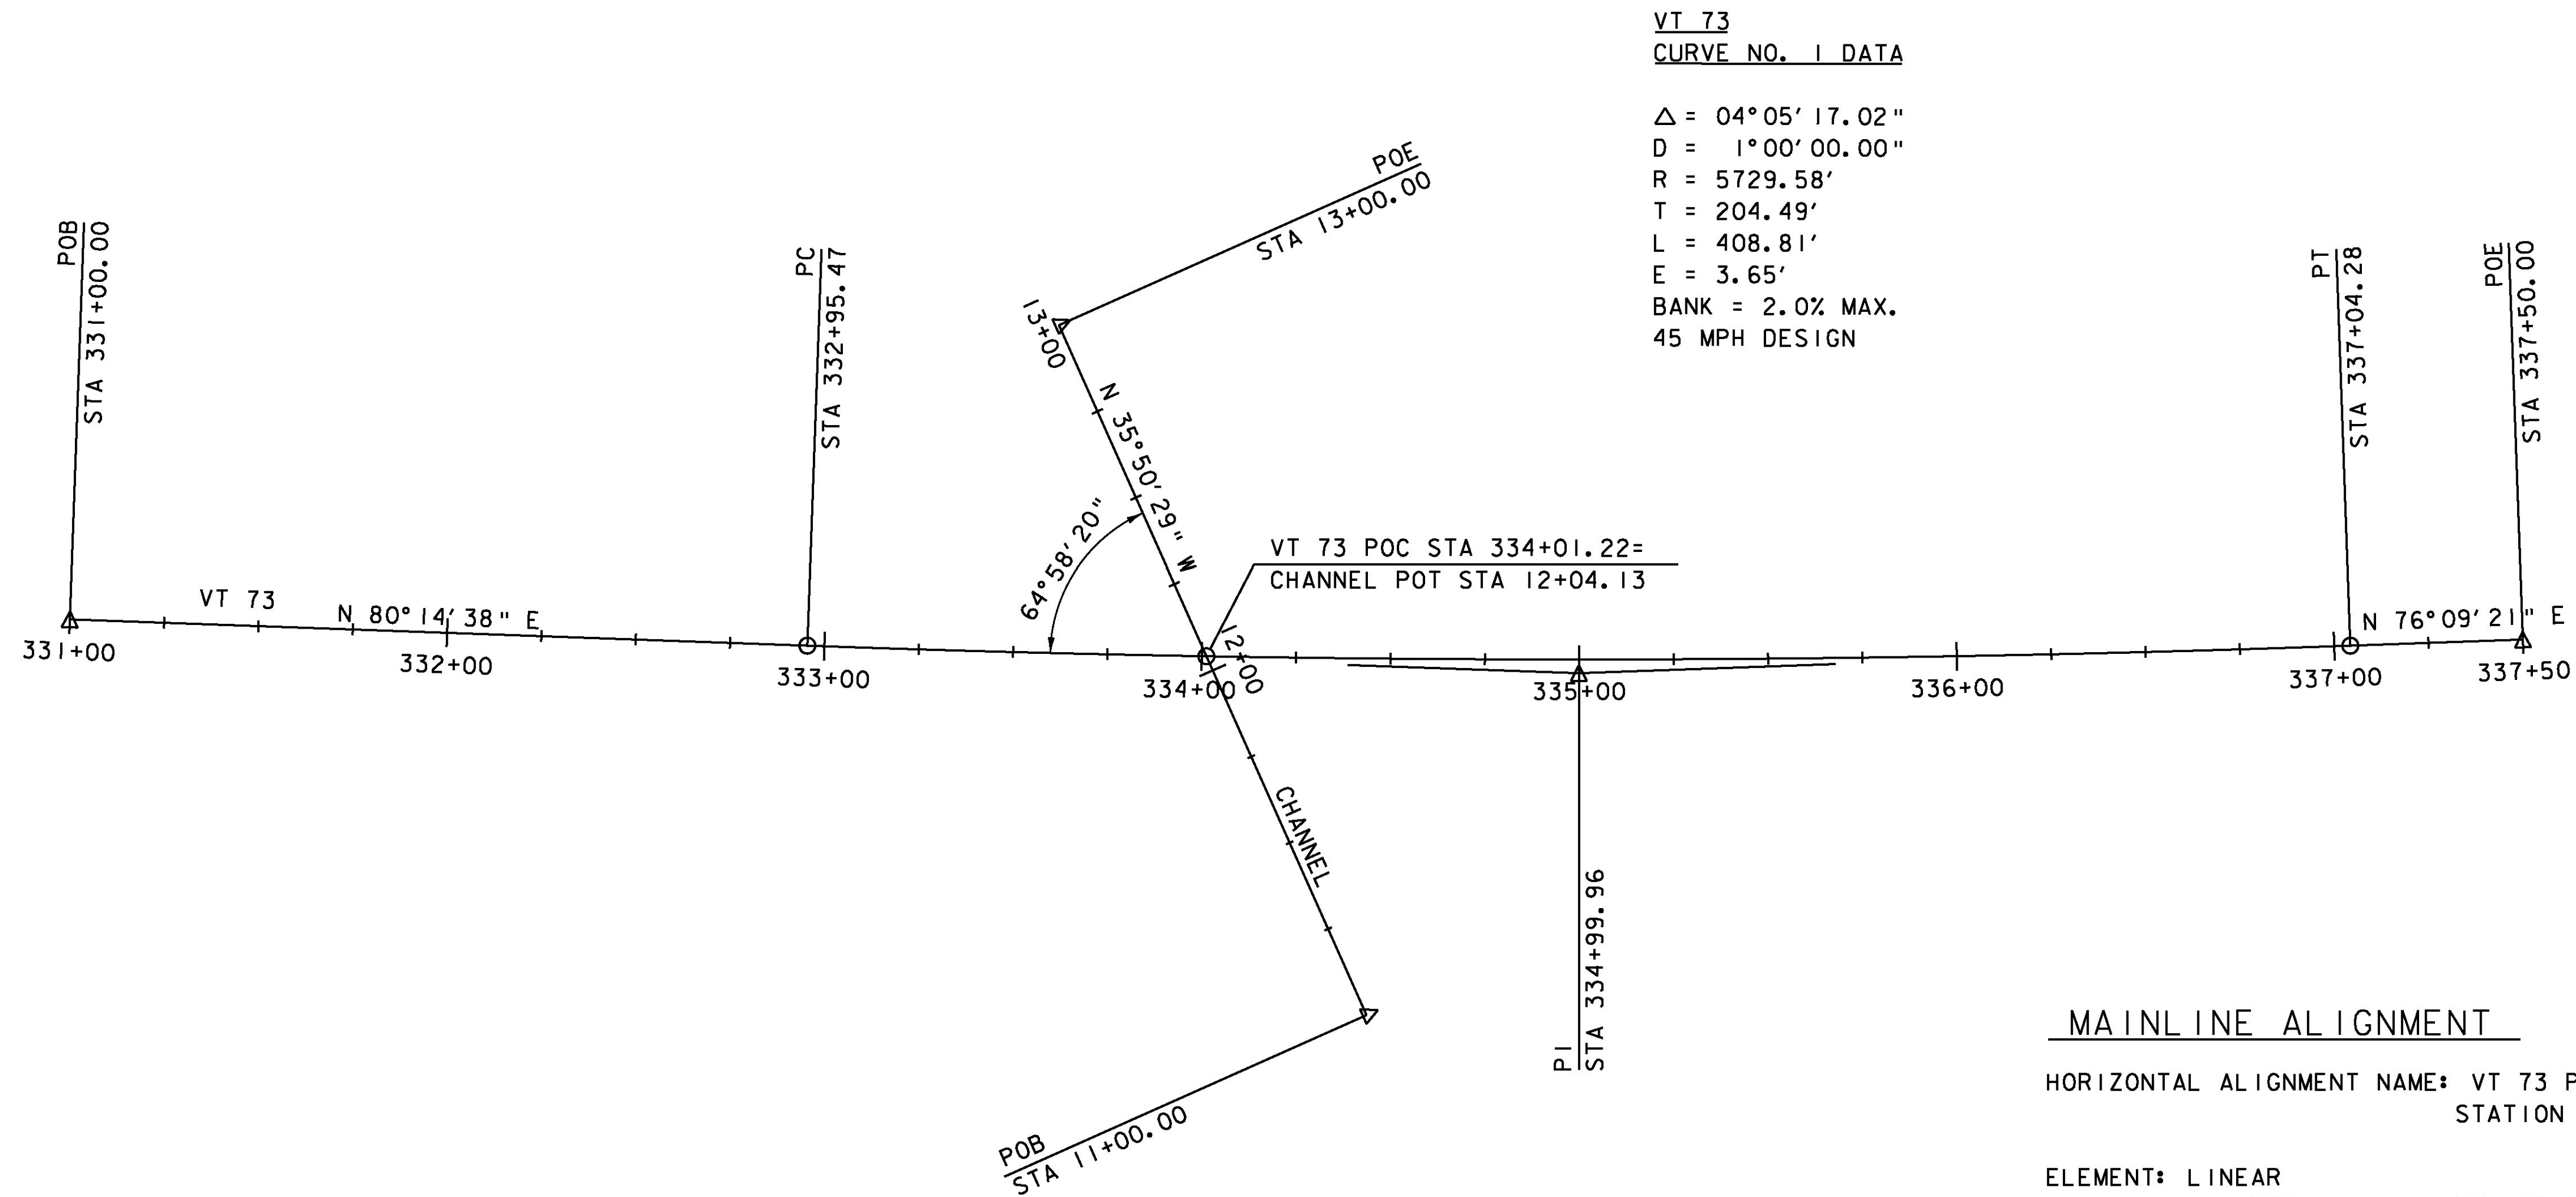 VT 73
CURVE NO. 1 DATA
△ = 04°05'17.02"
D = 1°00'00.00"
R = 5729.58'
T = 204.49'
L = 408.81'
E = 3.65'
BANK = 2.0% MAX.
45 MPH DESIGN
POE
STA 13+00.00
POB
STA 331+00.00
PC
STA 332+95.47
PT
STA 337+04.28
POE
STA 337+50.00
13+00
N 35°50'29" W
64°58'20"
VT 73 POC STA 334+01.22=
CHANNEL POT STA 12+04.13
VT 73
N 80°14'38" E
N 76°09'21" E
12+00
331+00
332+00
333+00
334+00
335+00
336+00
337+00
337+50
CHANNEL
PI
STA 334+99.96
POB
STA 11+00.00
MAINLINE ALIGNMENT
HORIZONTAL ALIGNMENT NAME: VT 73 P
STATION
ELEMENT: LINEAR